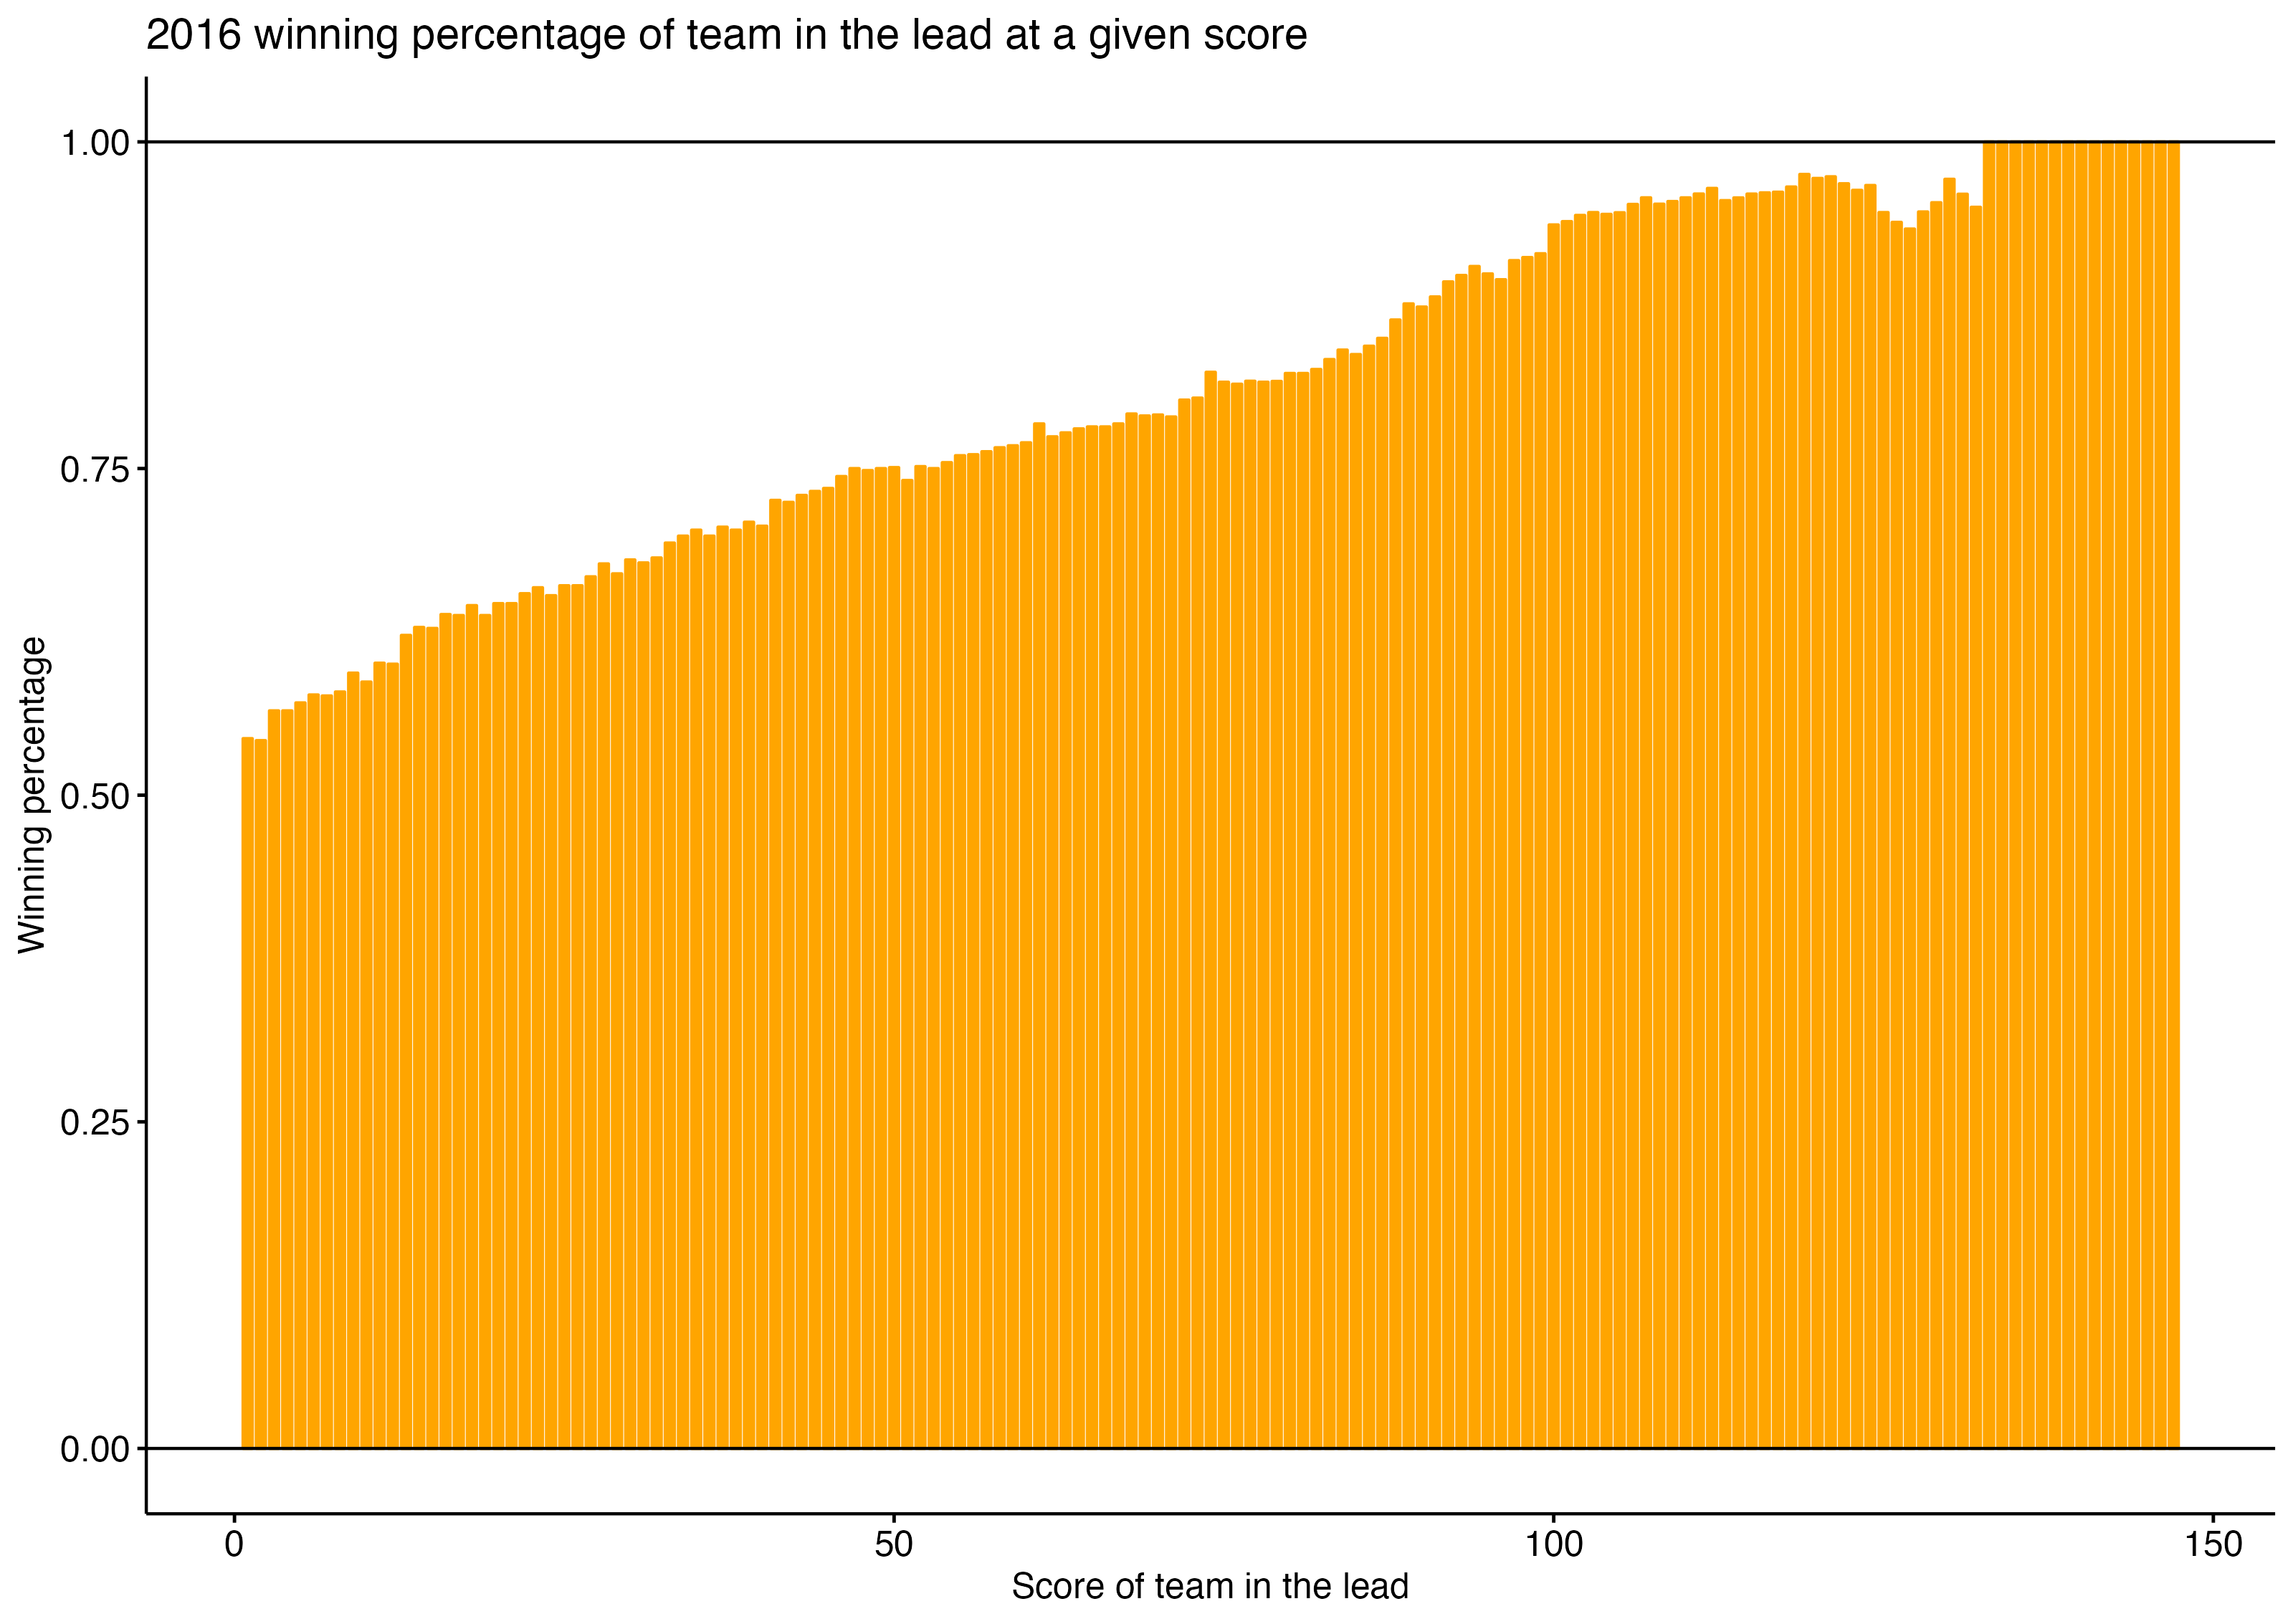 2016 winning percentage of team in the lead at a given score
1.00
0.75
0.50
0.25
0.00
Winning percentage
0 50 100 150
Score of team in the lead